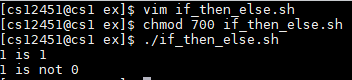 [cs12451@cs1 ex]$ vim if_then_else.sh
[cs12451@cs1 ex]$ chmod 700 if_then_else.sh
[cs12451@cs1 ex]$ ./if_then_else.sh
1 is 1
1 is not 0